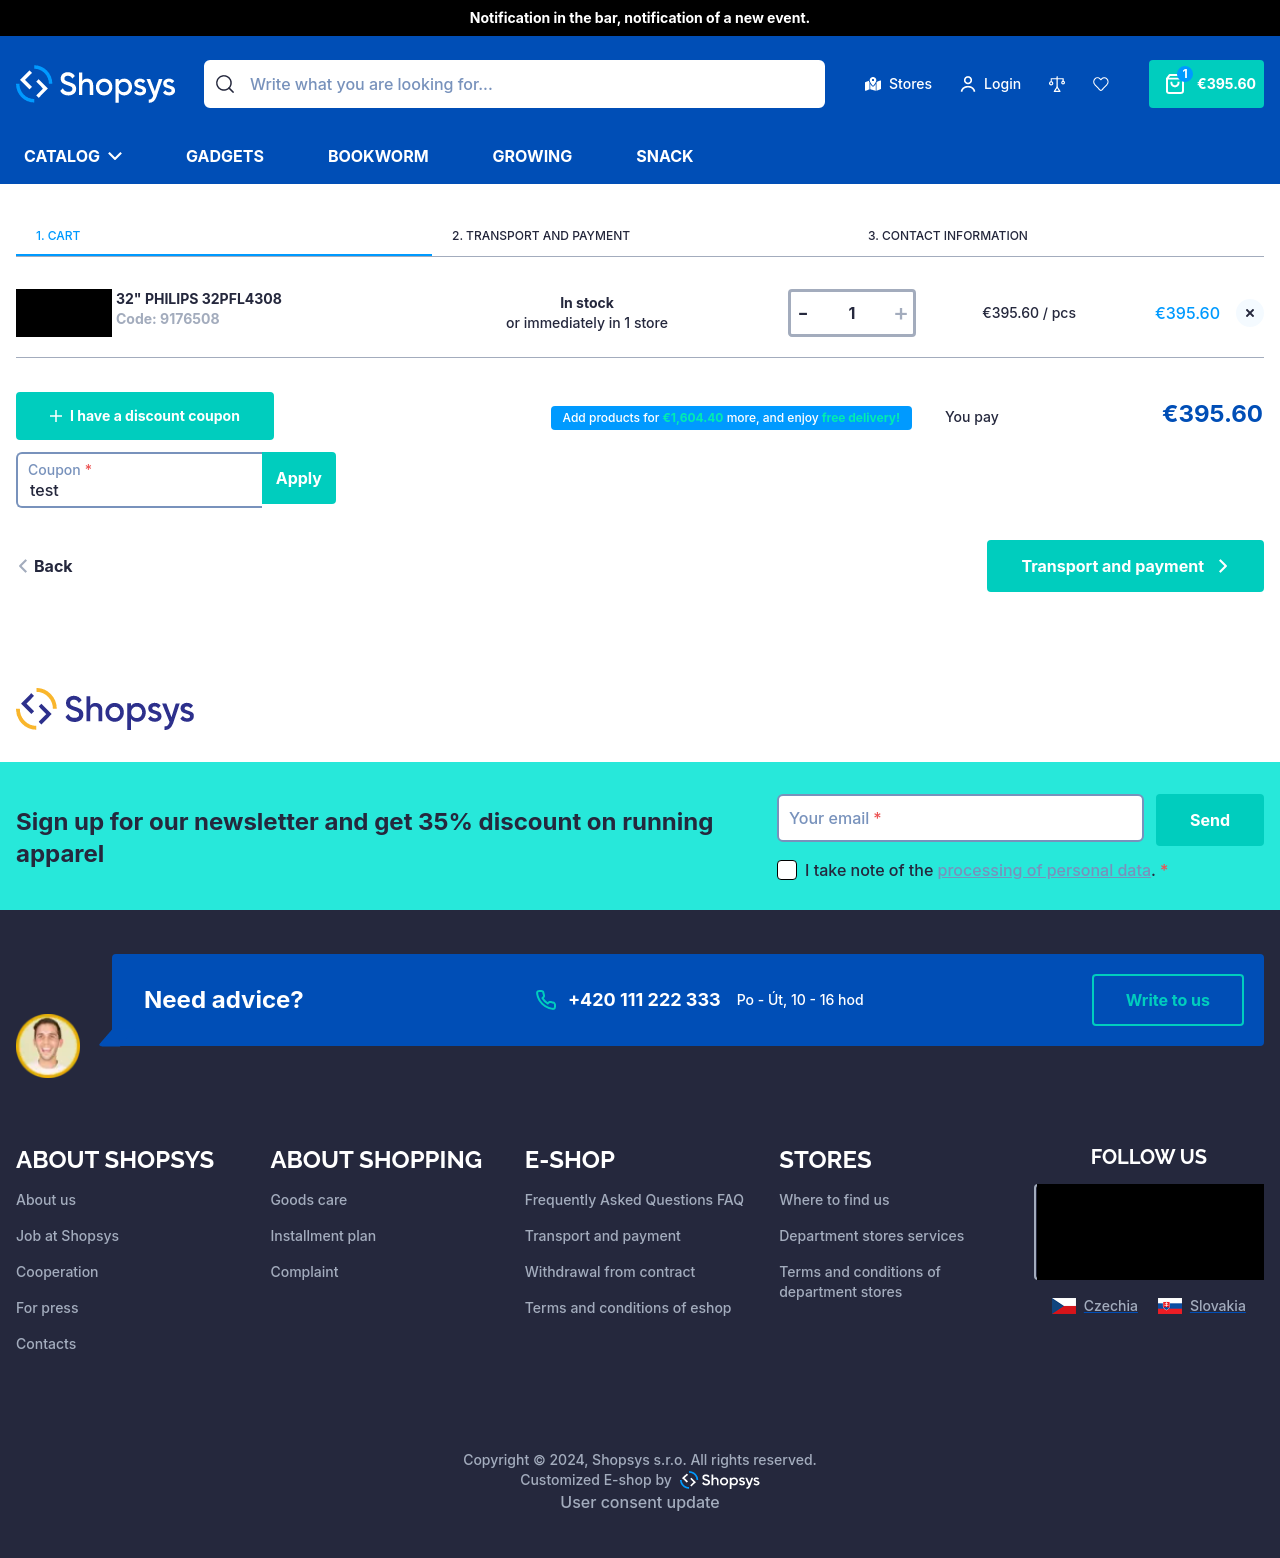 Notification in the bar, notification of a new event.
Shopsys
Write what you are looking for...
Stores
Login
1
€395.60
CATALOG
GADGETS
BOOKWORM
GROWING
SNACK
1. CART
2. TRANSPORT AND PAYMENT
3. CONTACT INFORMATION
32" PHILIPS 32PFL4308
Code: 9176508
In stock
or immediately in 1 store
- 1 +
€395.60 / pcs
€395.60
I have a discount coupon
Add products for €1,604.40 more, and enjoy free delivery!
You pay
€395.60
Coupon *
test
Apply
Back
Transport and payment
Shopsys
Sign up for our newsletter and get 35% discount on running
apparel
Your email *
Send
I take note of the processing of personal data. *
Need advice?
+420 111 222 333
Po - Út, 10 - 16 hod
Write to us
ABOUT SHOPSYS
About us
Job at Shopsys
Cooperation
For press
Contacts
ABOUT SHOPPING
Goods care
Installment plan
Complaint
E-SHOP
Frequently Asked Questions FAQ
Transport and payment
Withdrawal from contract
Terms and conditions of eshop
STORES
Where to find us
Department stores services
Terms and conditions of
department stores
FOLLOW US
Czechia
Slovakia
Copyright © 2024, Shopsys s.r.o. All rights reserved.
Customized E-shop by Shopsys
User consent update